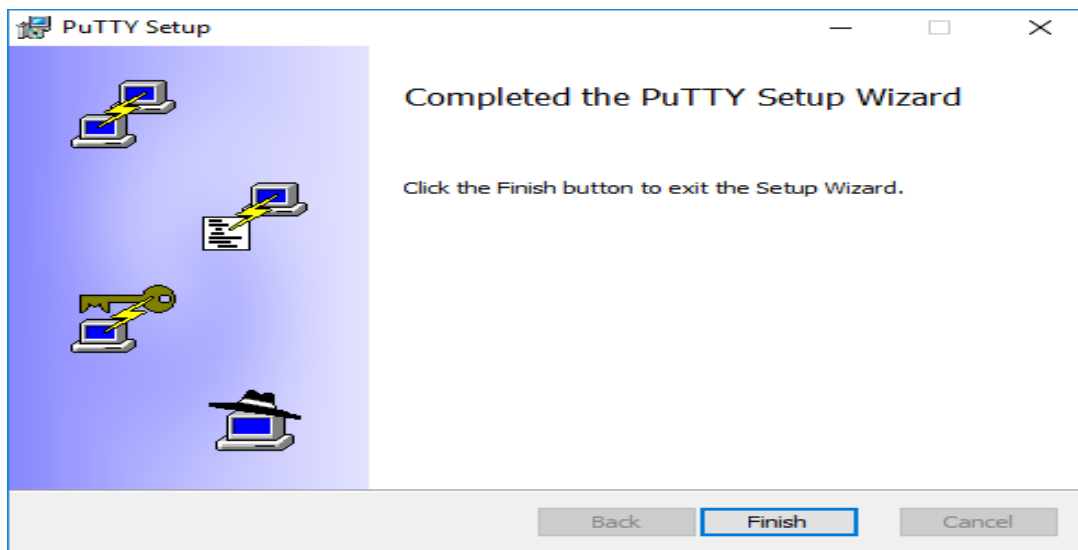 PuTTY Setup
Completed the PuTTY Setup Wizard
Click the Finish button to exit the Setup Wizard.
Back
Finish
Cancel